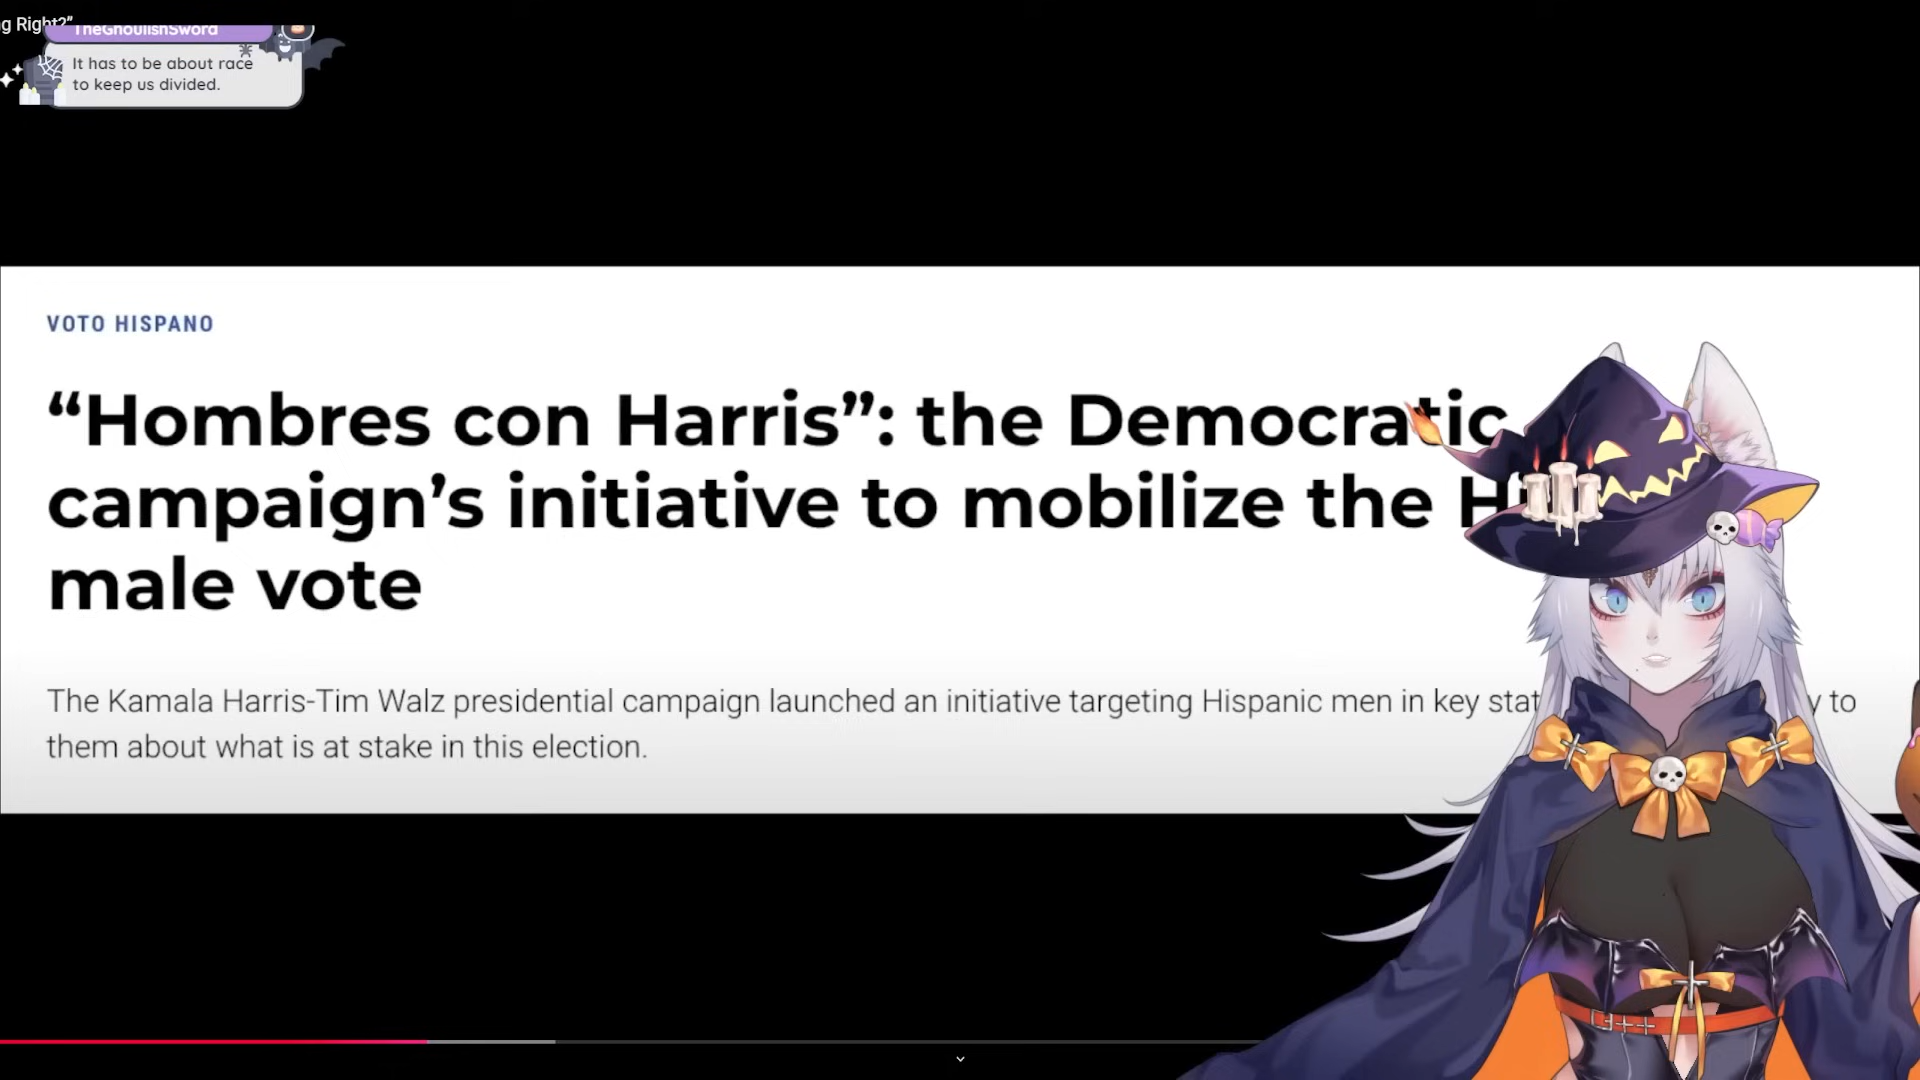 g Right?”
TheGhoulishSword
It has to be about race
to keep us divided.
VOTO HISPANO
“Hombres con Harris”: the Democratic
campaign’s initiative to mobilize the
male vote
The Kamala Harris-Tim Walz presidential campaign launched an initiative targeting Hispanic men in key to
them about what is at stake in this election.